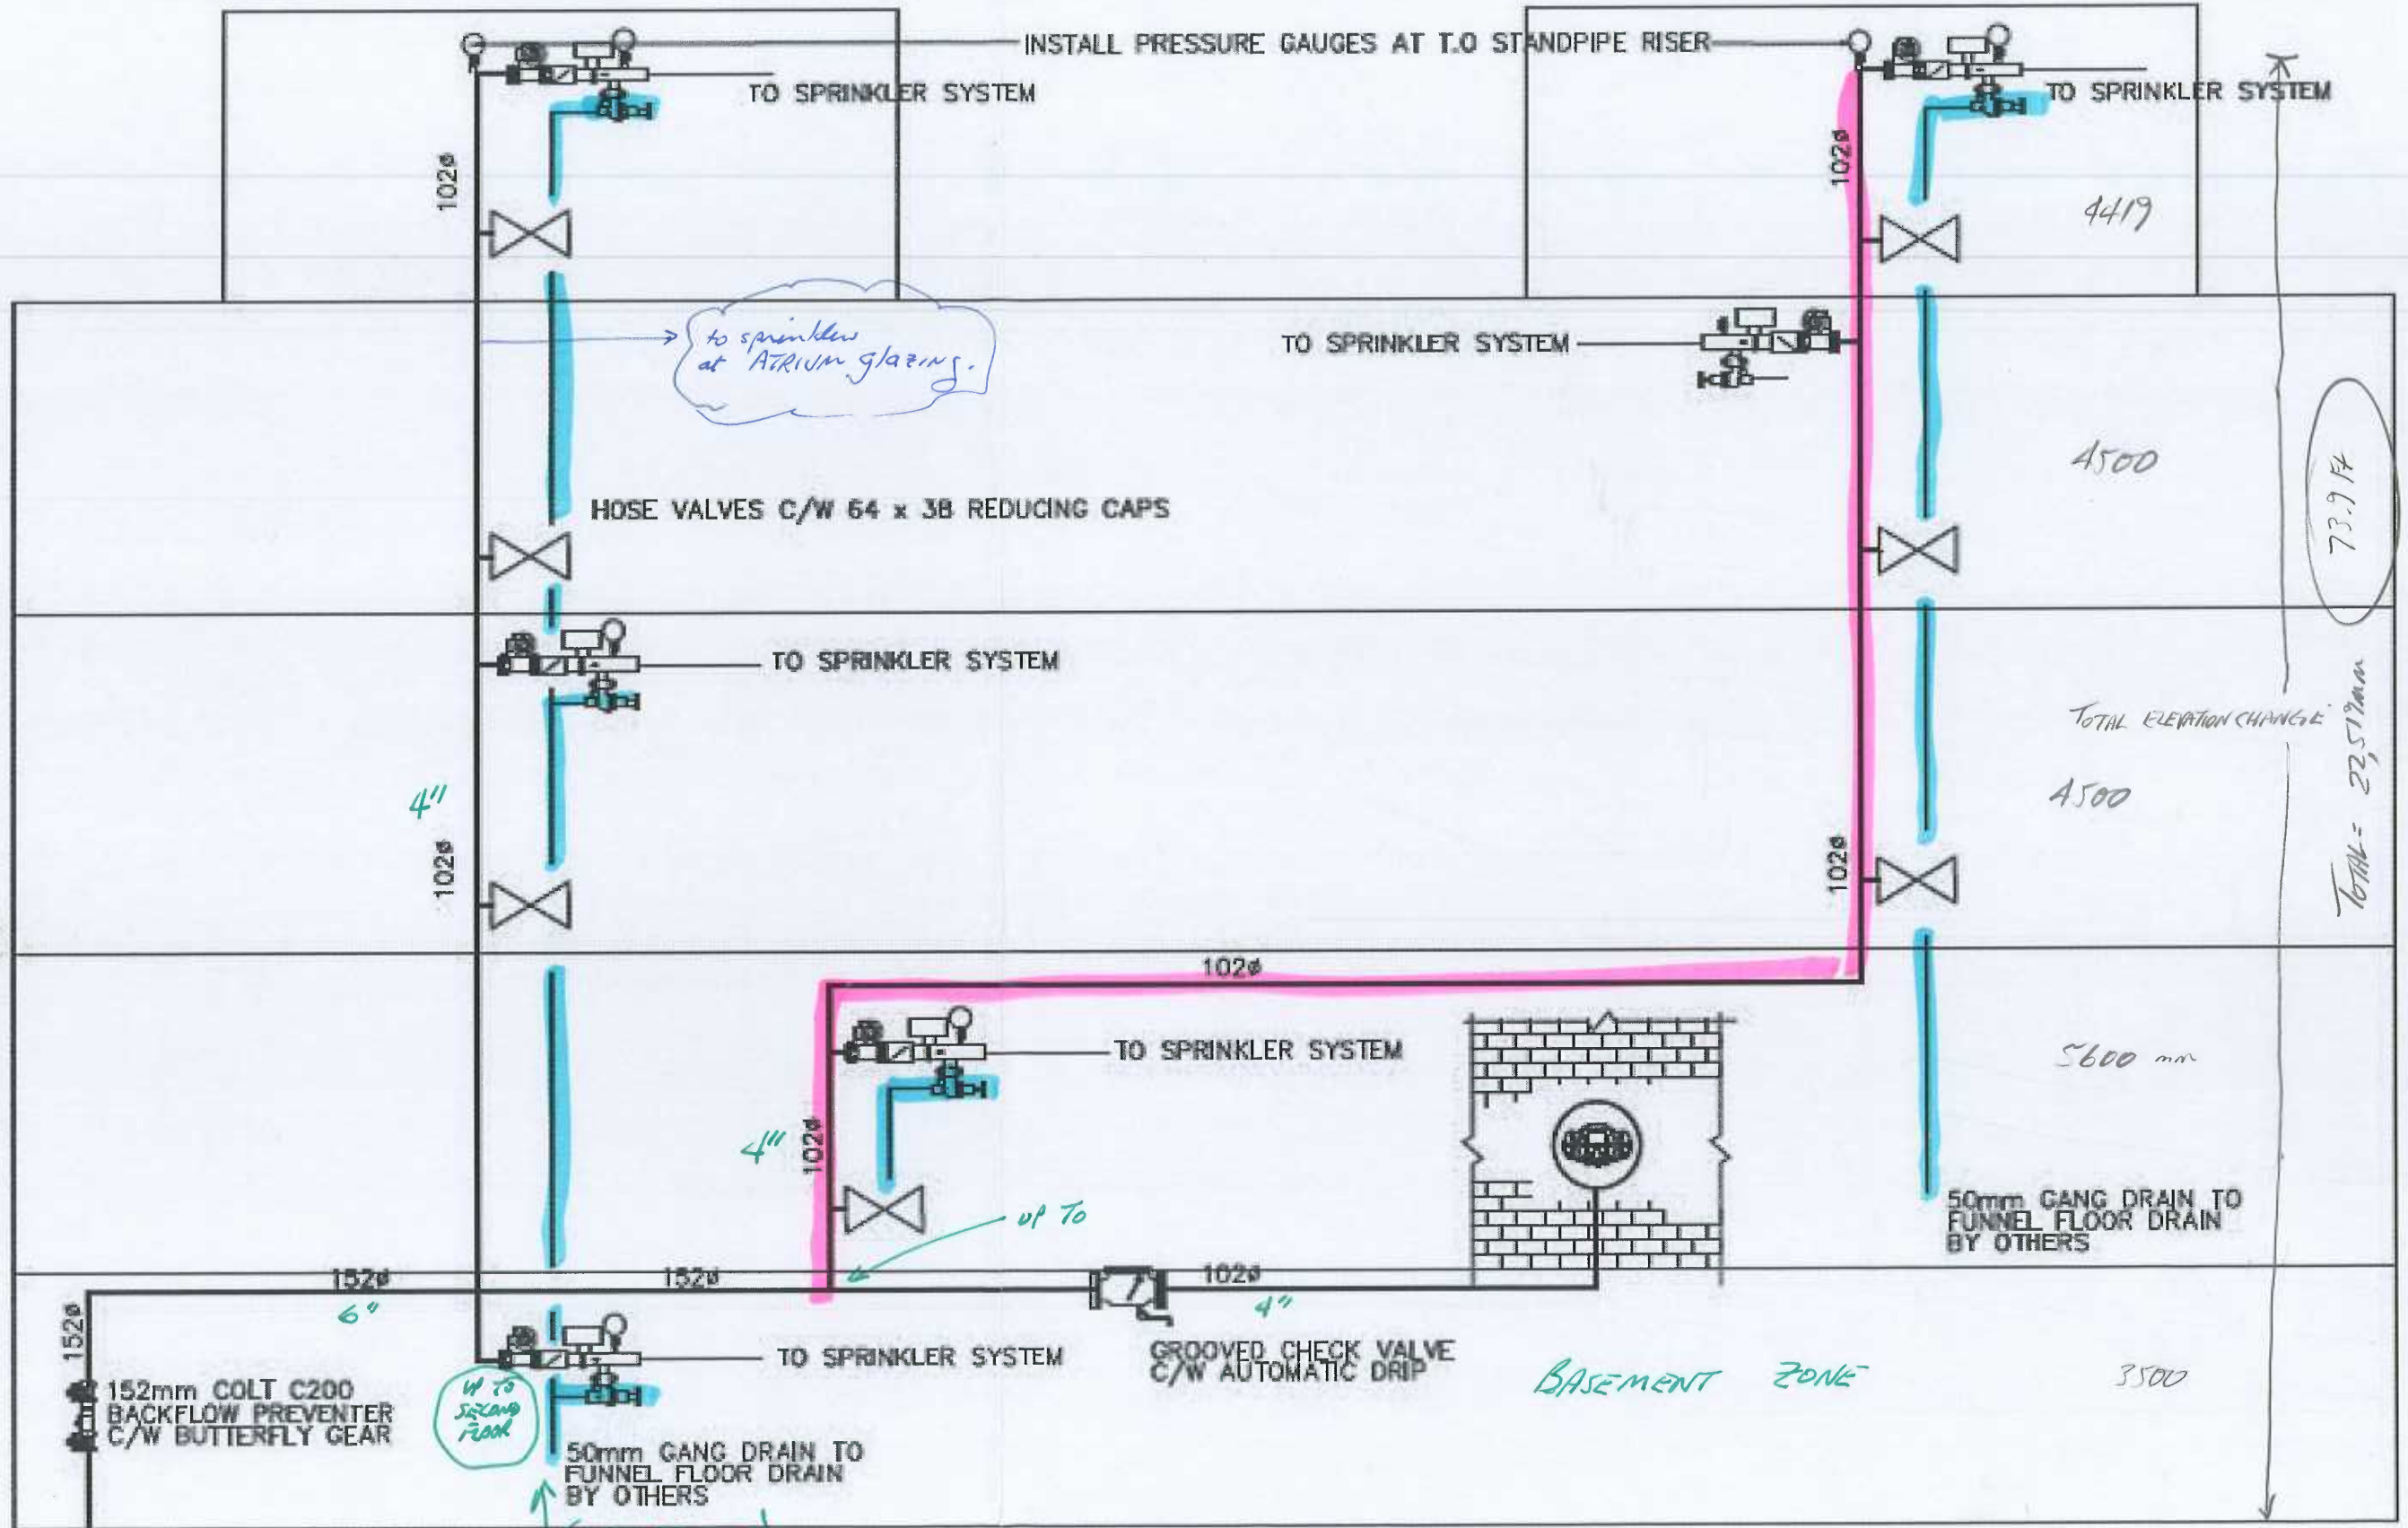 INSTALL PRESSURE GAUGES AT T.O STANDPIPE RISER
TO SPRINKLER SYSTEM
TO SPRINKLER SYSTEM
102ø
102ø
4419
to sprinklers
at ATRIUM glazing.
TO SPRINKLER SYSTEM
4500
73.9 Ft
HOSE VALVES C/W 64 x 38 REDUCING CAPS
TO SPRINKLER SYSTEM
TOTAL ELEVATION CHANGE
TOTAL = 22,519mm
4"
4500
102ø
102ø
102ø
TO SPRINKLER SYSTEM
5600 mm
4"
102ø
UP TO
50mm GANG DRAIN TO
FUNNEL FLOOR DRAIN
BY OTHERS
152ø
152ø
102ø
6"
4"
152ø
TO SPRINKLER SYSTEM
GROOVED CHECK VALVE
C/W AUTOMATIC DRIP
BASEMENT ZONE
3500
152mm COLT C200
BACKFLOW PREVENTER
C/W BUTTERFLY GEAR
UP TO
SECOND
FLOOR
50mm GANG DRAIN TO
FUNNEL FLOOR DRAIN
BY OTHERS